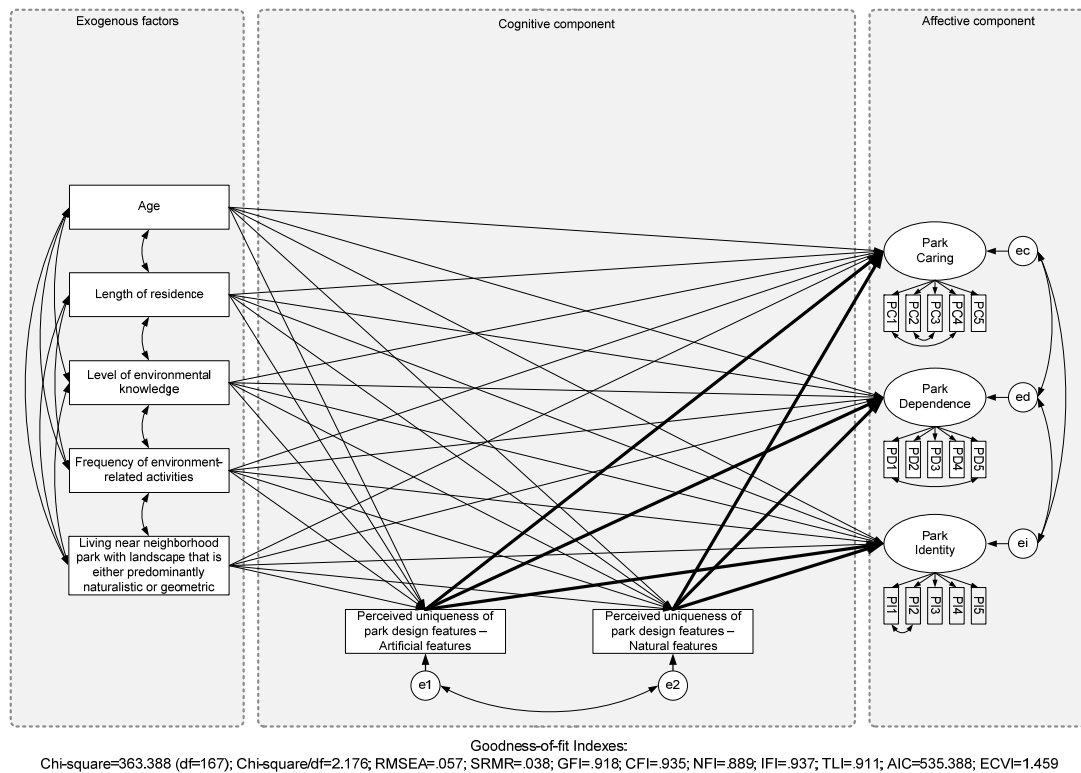 Exogenous factors
Cognitive component
Affective component
Age
Length of residence
Level of environmental
knowledge
Frequency of environment-
related activities
Living near neighborhood
park with landscape that is
either predominantly
naturalistic or geometric
Perceived uniqueness of
park design features –
Artificial features
e1
Perceived uniqueness of
park design features –
Natural features
e2
Park
Caring
ec
PC1
PC2
PC3
PC4
PC5
Park
Dependence
ed
PD1
PD2
PD3
PD4
PD5
Park
Identity
ei
PI1
PI2
PI3
PI4
PI5
Goodness-of-fit Indexes:
Chi-square=363.388 (df=167); Chi-square/df=2.176; RMSEA=.057; SRMR=.038; GFI=.918; CFI=.935; NFI=.889; IFI=.937; TLI=.911; AIC=535.388; ECVI=1.459